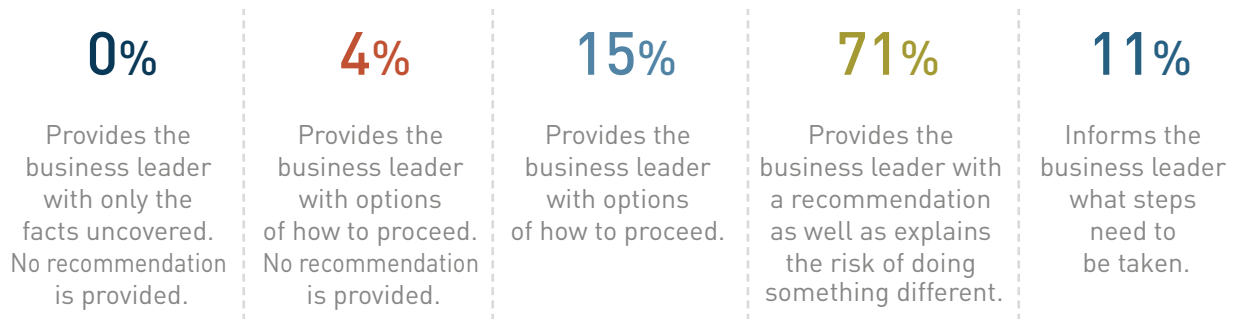 0%
Provides the
business leader
with only the
facts uncovered.
No recommendation
is provided.
4%
Provides the
business leader
with options
of how to proceed.
No recommendation
is provided.
15%
Provides the
business leader
with options
of how to proceed.
71%
Provides the
business leader with
a recommendation
as well as explains
the risk of doing
something different.
11%
Informs the
business leader
what steps
need to
be taken.